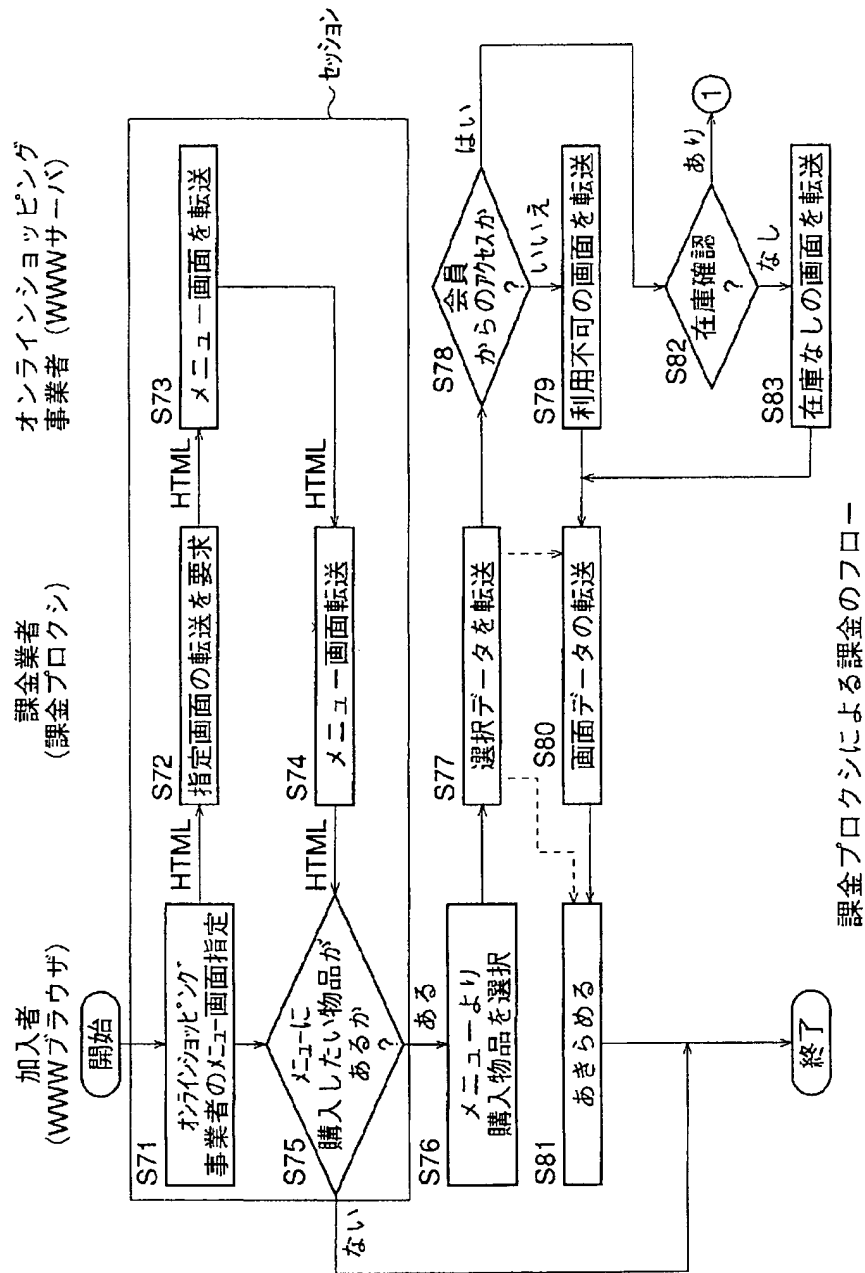 加入者
(WWWブラウザ)
課金業者
(課金プロクシ)
オンラインショッピング
事業者 (WWWサーバ)
開始
セッション
S71
オンラインショッピング
事業者のメニュー画面指定
HTML
S72
指定画面の転送を要求
HTML
S73
メニュー画面を転送
HTML
S74
メニュー画面転送
HTML
S75
メニューに
購入したい物品が
あるか
?
ない
ある
S76
メニューより
購入物品を選択
S77
選択データを転送
S78
会員
からのアクセスか
?
はい
いいえ
S79
利用不可の画面を転送
S80
画面データの転送
S81
あきらめる
S82
在庫確認
?
あり
1
なし
S83
在庫なしの画面を転送
終了
課金プロクシによる課金のフロー